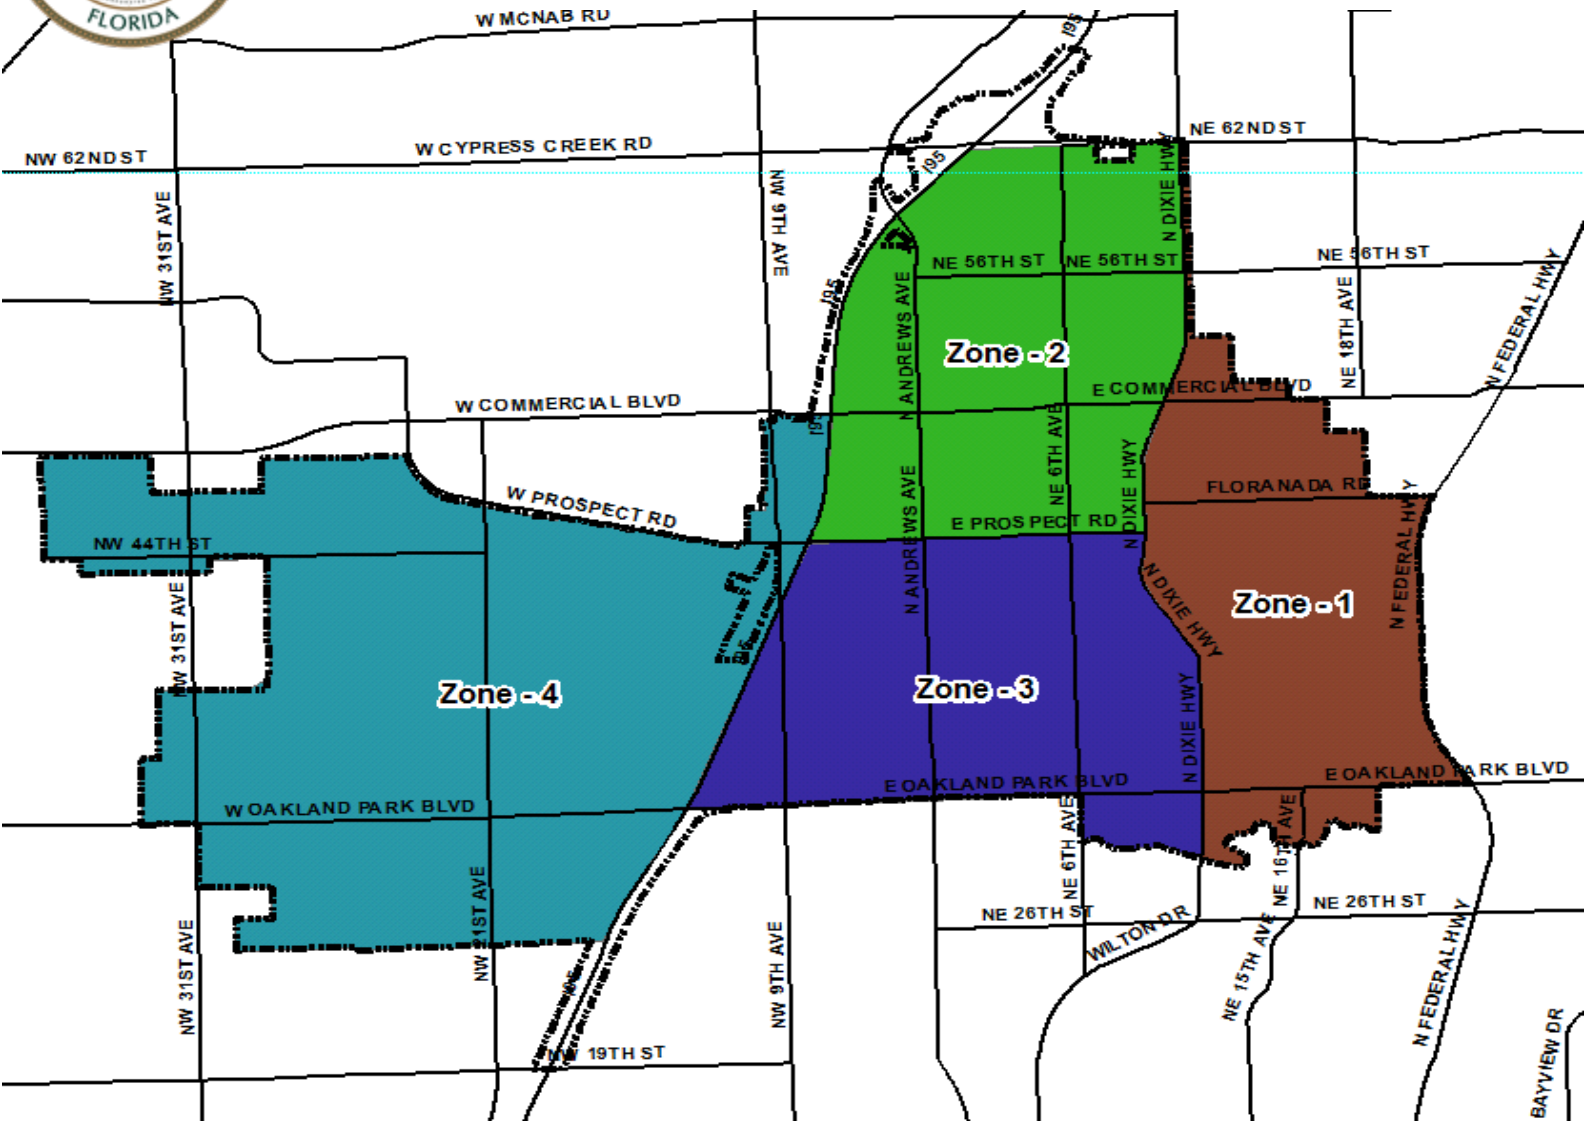 FLORIDA
W MCNAB RD
I95
NW 62ND ST
W CYPRESS CREEK RD
NE 62ND ST
I95
N DIXIE HWY
NW 31ST AVE
NW 9TH AVE
NE 56TH ST
NE 56TH ST
NE 56TH ST
I95
N ANDREWS AVE
NE 18TH AVE
N FEDERAL HWY
Zone - 2
E COMMERCIAL BLVD
W COMMERCIAL BLVD
I95
NE 6TH AVE
N DIXIE HWY
W PROSPECT RD
FLORANADA RD
N ANDREWS AVE
E PROSPECT RD
NW 44TH ST
N FEDERAL HWY
N DIXIE HWY
NW 31ST AVE
Zone - 1
I95
Zone - 4
Zone - 3
N DIXIE HWY
E OAKLAND PARK BLVD
E OAKLAND PARK BLVD
W OAKLAND PARK BLVD
NE 6TH AVE
NE 16TH AVE
NW 21ST AVE
NE 26TH ST
NE 26TH ST
WILTON DR
NW 31ST AVE
I95
NW 9TH AVE
NE 15TH AVE
N FEDERAL HWY
NW 19TH ST
BAYVIEW DR